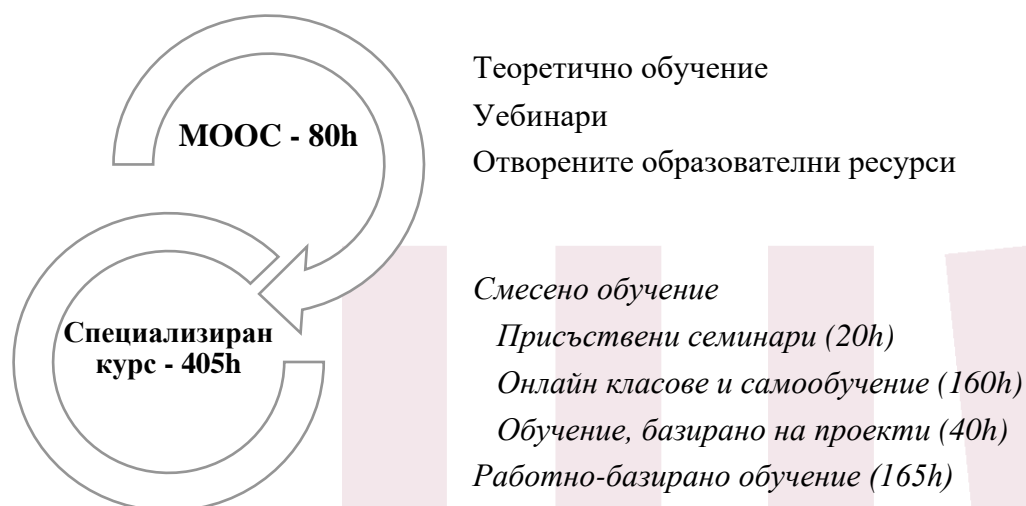 MOOC - 80h
Теоретично обучение
Уебинари
Отворените образователни ресурси
Специализиран
курс - 405h
Смесено обучение
Присъствени семинари (20h)
Онлайн класове и самообучение (160h)
Обучение, базирано на проекти (40h)
Работно-базирано обучение (165h)